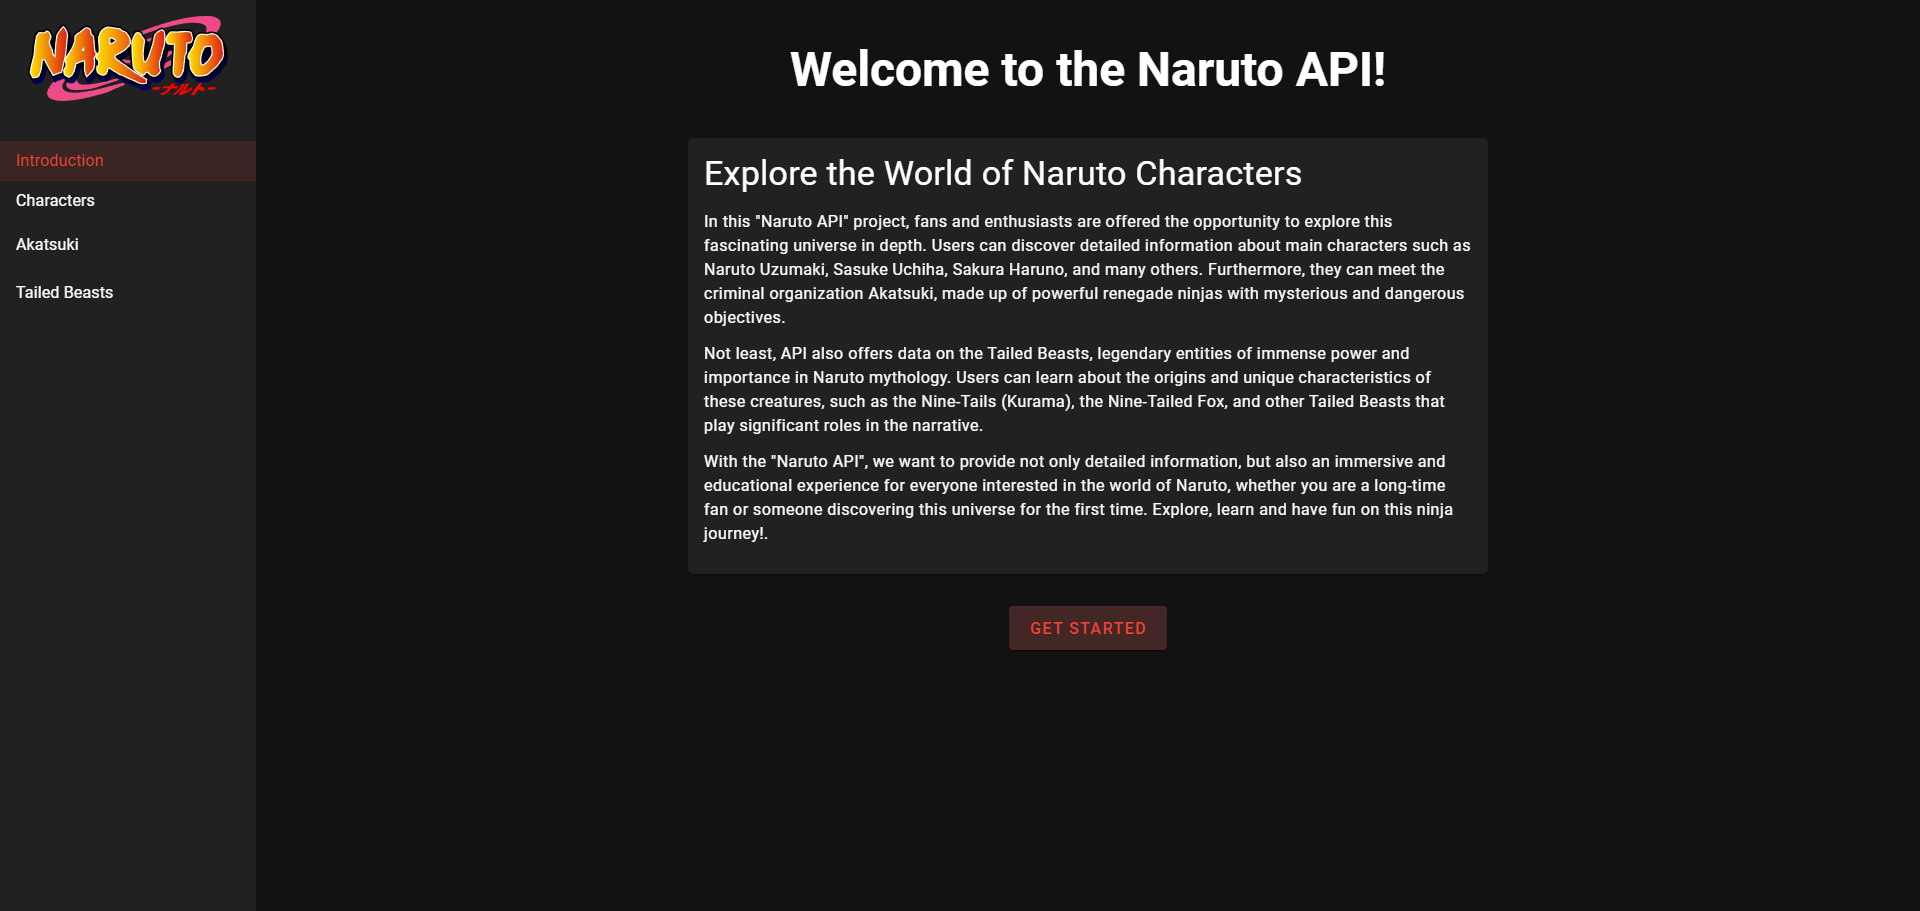 NARUTO
-ナルト-
Introduction
Characters
Akatsuki
Tailed Beasts
Welcome to the Naruto API!
Explore the World of Naruto Characters
In this "Naruto API" project, fans and enthusiasts are offered the opportunity to explore this
fascinating universe in depth. Users can discover detailed information about main characters such as
Naruto Uzumaki, Sasuke Uchiha, Sakura Haruno, and many others. Furthermore, they can meet the
criminal organization Akatsuki, made up of powerful renegade ninjas with mysterious and dangerous
objectives.
Not least, API also offers data on the Tailed Beasts, legendary entities of immense power and
importance in Naruto mythology. Users can learn about the origins and unique characteristics of
these creatures, such as the Nine-Tails (Kurama), the Nine-Tailed Fox, and other Tailed Beasts that
play significant roles in the narrative.
With the "Naruto API", we want to provide not only detailed information, but also an immersive and
educational experience for everyone interested in the world of Naruto, whether you are a long-time
fan or someone discovering this universe for the first time. Explore, learn and have fun on this ninja
journey!.
GET STARTED